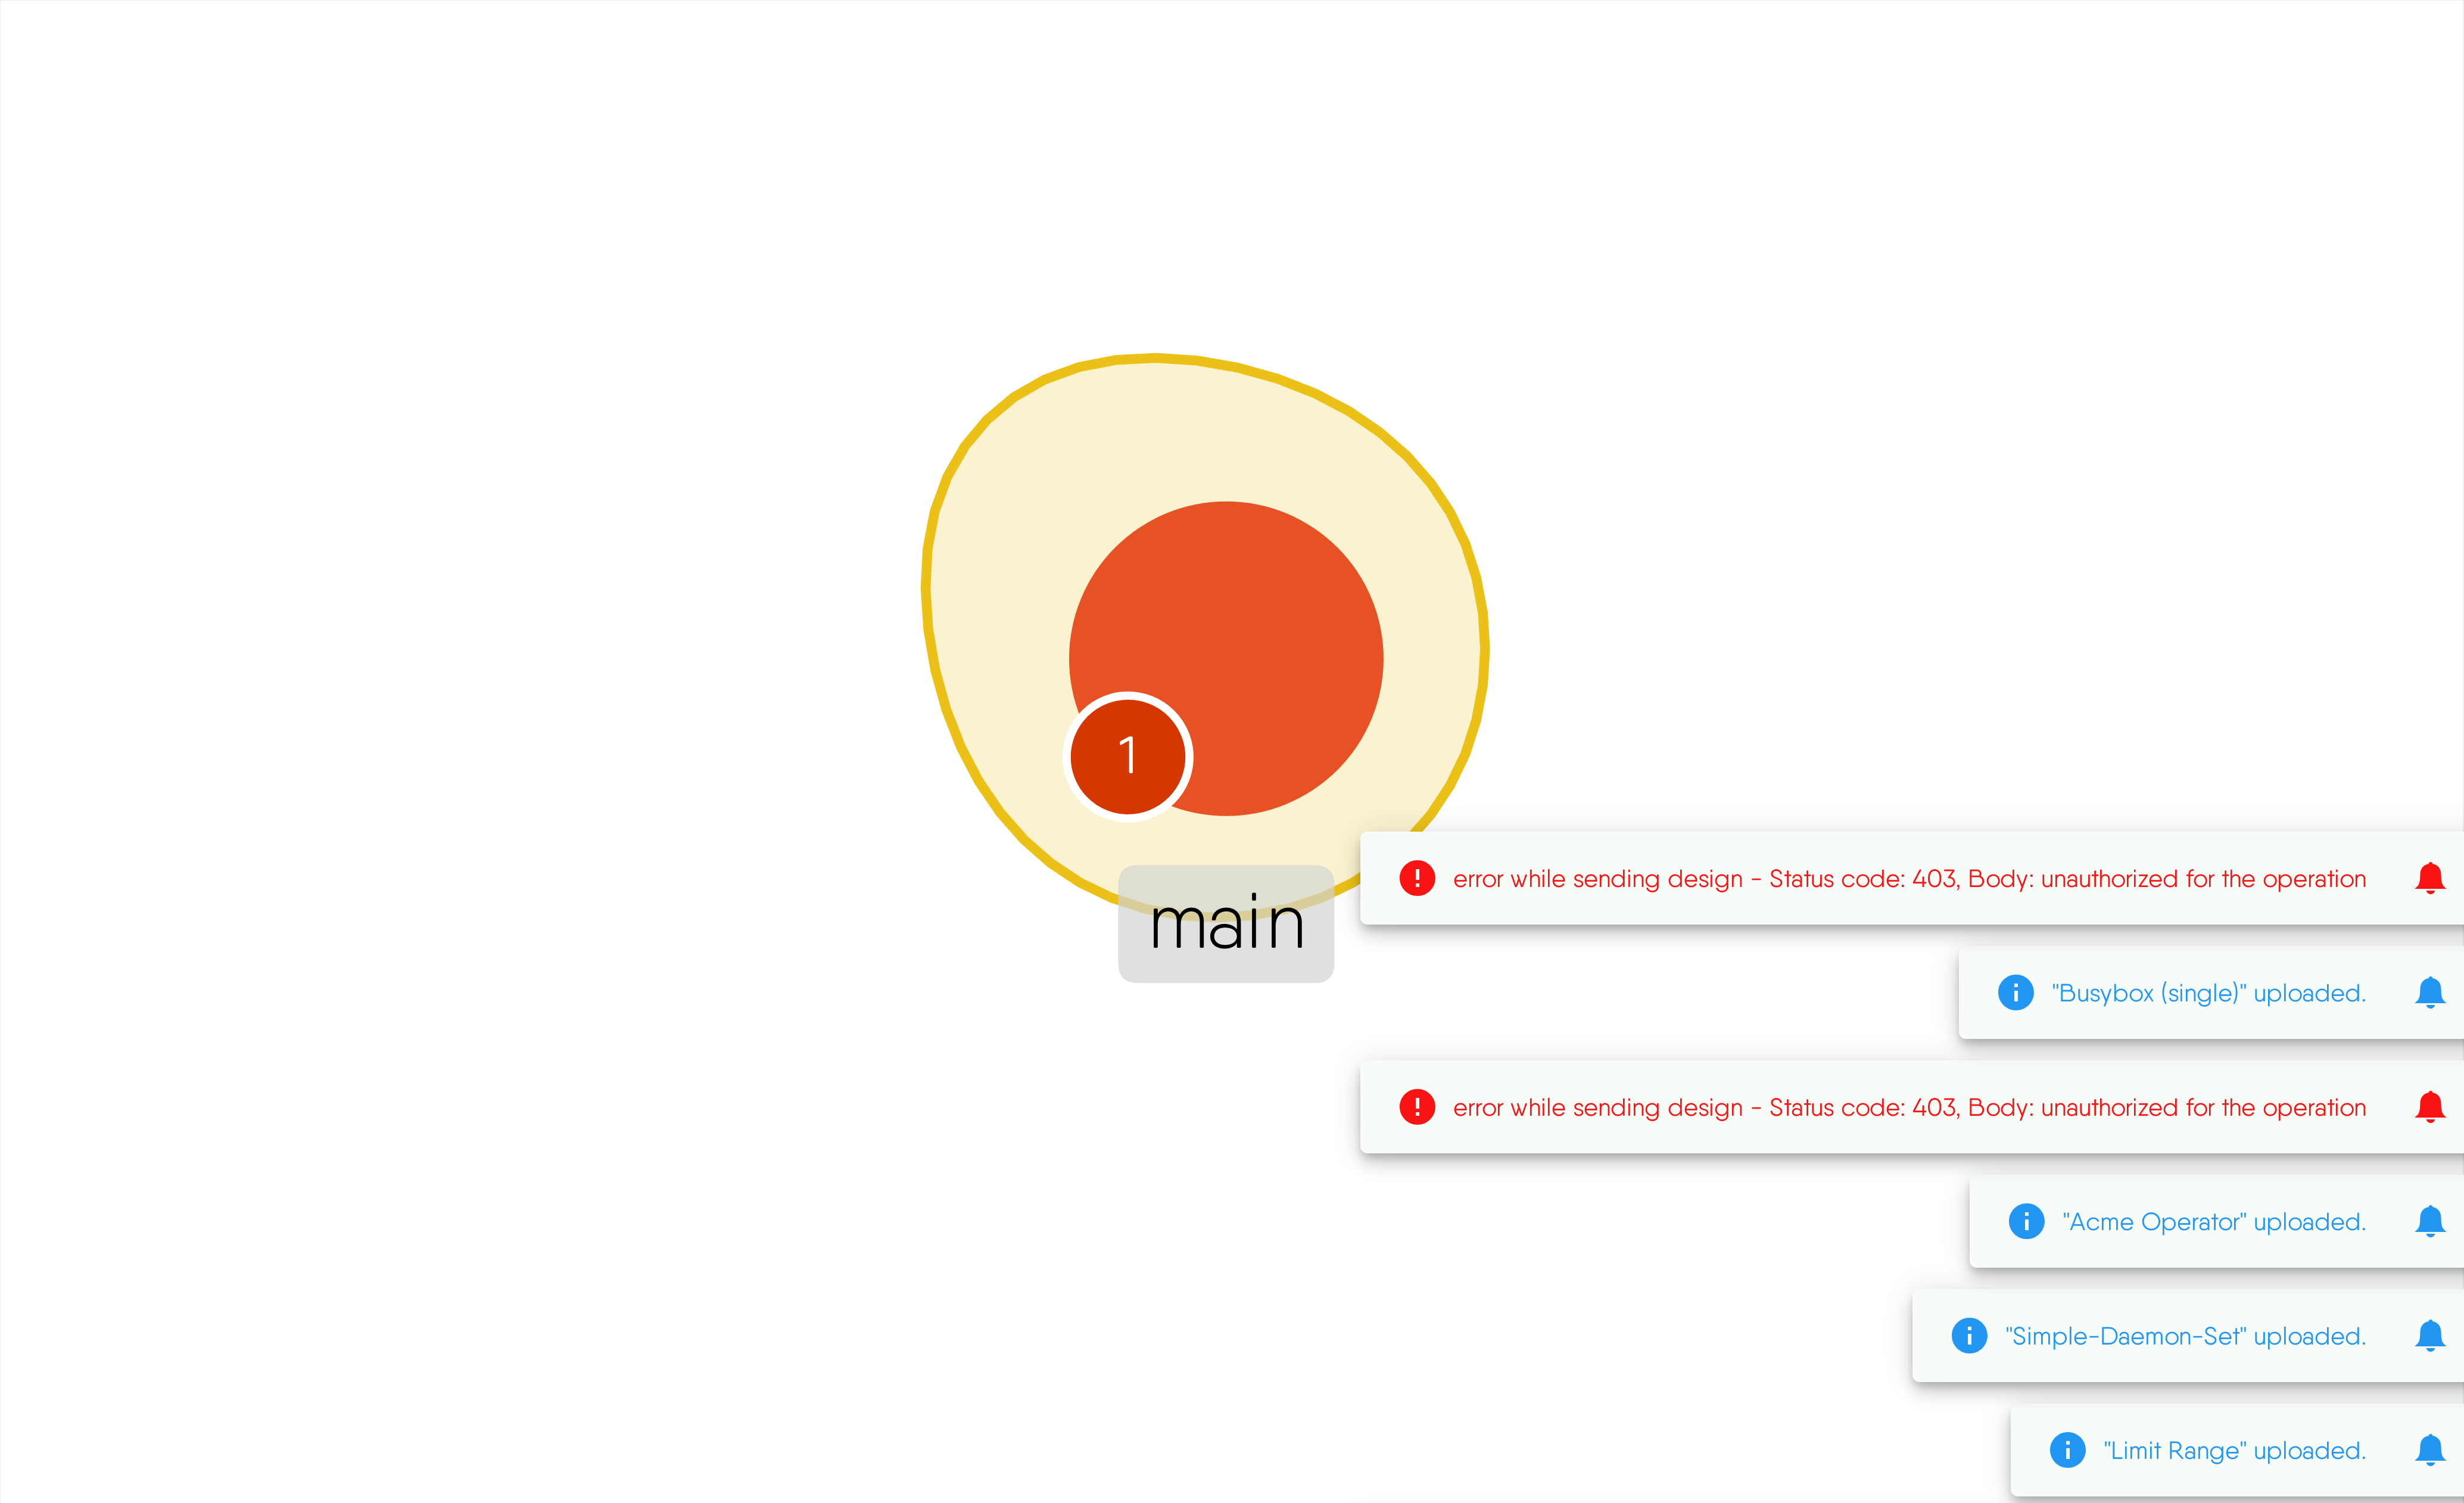 1
main
error while sending design - Status code: 403, Body: unauthorized for the operation
"Busybox (single)" uploaded.
error while sending design - Status code: 403, Body: unauthorized for the operation
"Acme Operator" uploaded.
"Simple-Daemon-Set" uploaded.
"Limit Range" uploaded.